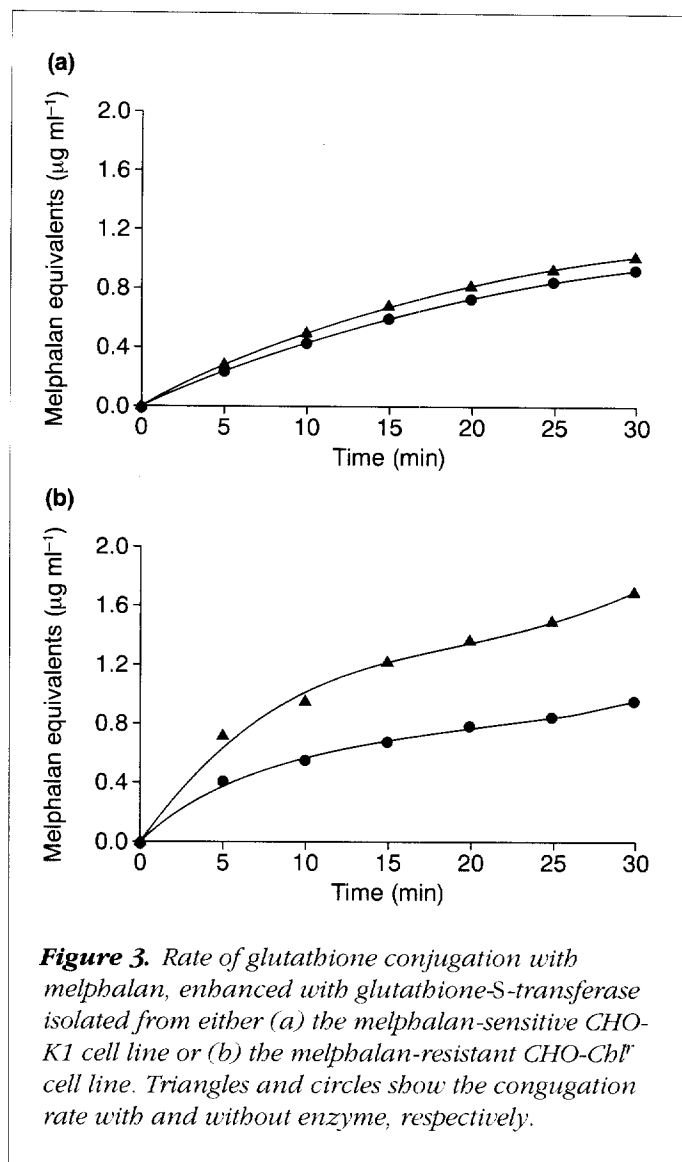 (a)
Melphalan equivalents (µg ml⁻¹)
2.0
1.6
1.2
0.8
0.4
0.0
0 5 10 15 20 25 30
Time (min)
(b)
Melphalan equivalents (µg ml⁻¹)
2.0
1.6
1.2
0.8
0.4
0.0
0 5 10 15 20 25 30
Time (min)
Figure 3. Rate of glutathione conjugation with
melphalan, enhanced with glutathione-S-transferase
isolated from either (a) the melphalan-sensitive CHO-
K1 cell line or (b) the melphalan-resistant CHO-Chlʳ
cell line. Triangles and circles show the congugation
rate with and without enzyme, respectively.